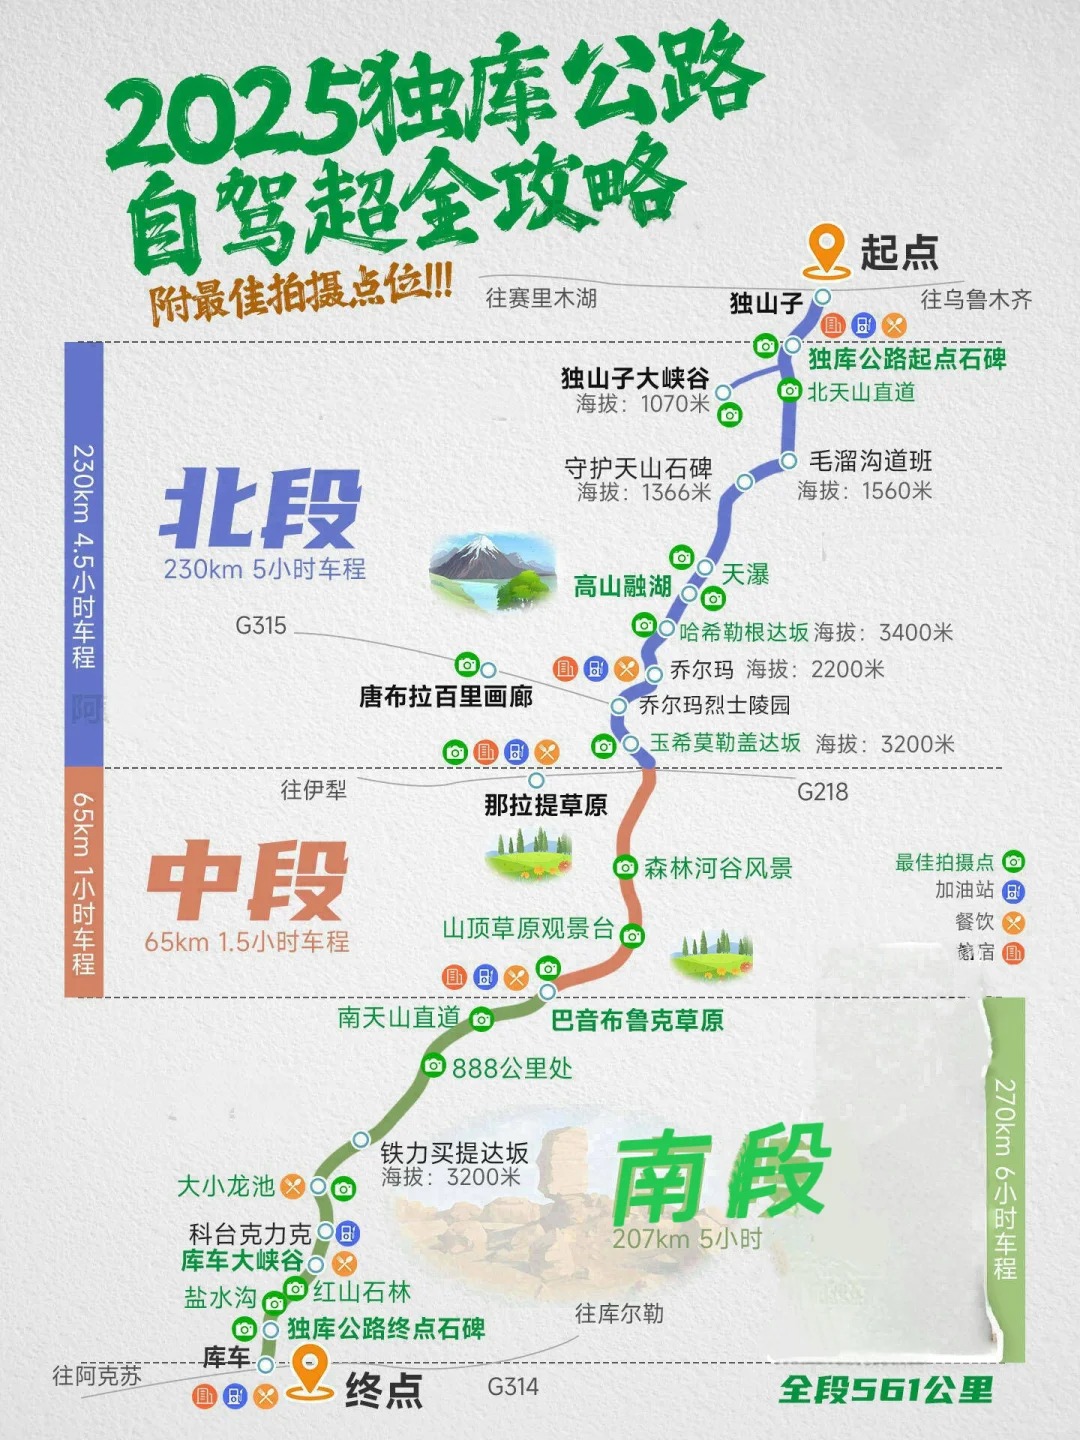 2025独库公路
自驾超全攻略
附最佳拍摄点位!!!
起点
往赛里木湖
独山子
往乌鲁木齐
独库公路起点石碑
独山子大峡谷
海拔：1070米
北天山直道
守护天山石碑
海拔：1366米
毛溜沟道班
海拔：1560米
230km 4.5小时车程
北段
230km 5小时车程
天瀑
高山融湖
哈希勒根达坂 海拔：3400米
G315
乔尔玛 海拔：2200米
唐布拉百里画廊
乔尔玛烈士陵园
阿
玉希莫勒盖达坂 海拔：3200米
往伊犁
那拉提草原
G218
65km 1小时车程
中段
65km 1.5小时车程
森林河谷风景
最佳拍摄点
加油站
餐饮
宿
山顶草原观景台
巴音布鲁克草原
南天山直道
888公里处
铁力买提达坂
海拔：3200米
南段
207km 5小时
270km 6小时车程
大小龙池
科台克力克
库车大峡谷
盐水沟
红山石林
独库公路终点石碑
往库尔勒
库车
往阿克苏
终点
G314
全段561公里